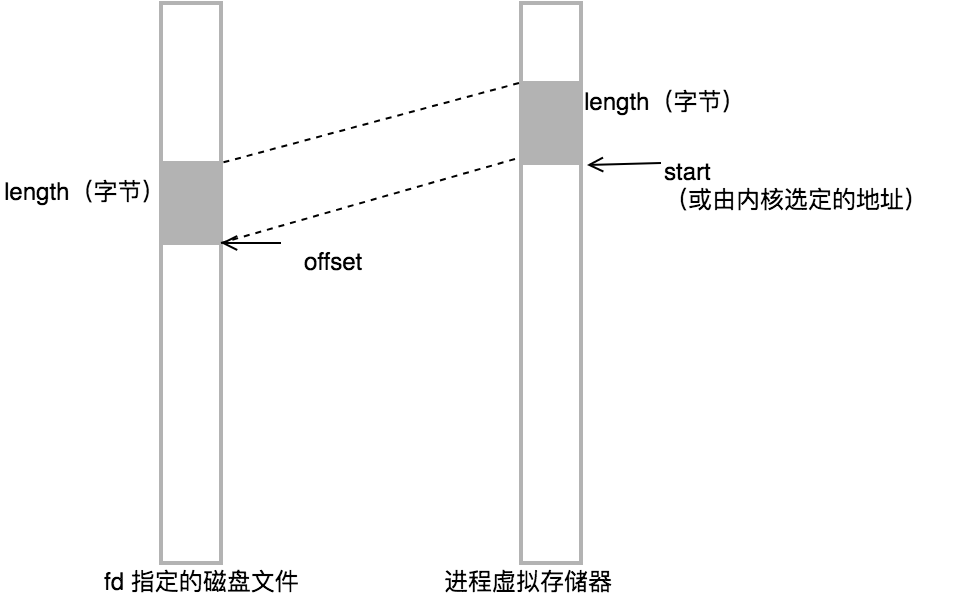 length（字节）
length（字节）
start
（或由内核选定的地址）
offset
fd 指定的磁盘文件
进程虚拟存储器